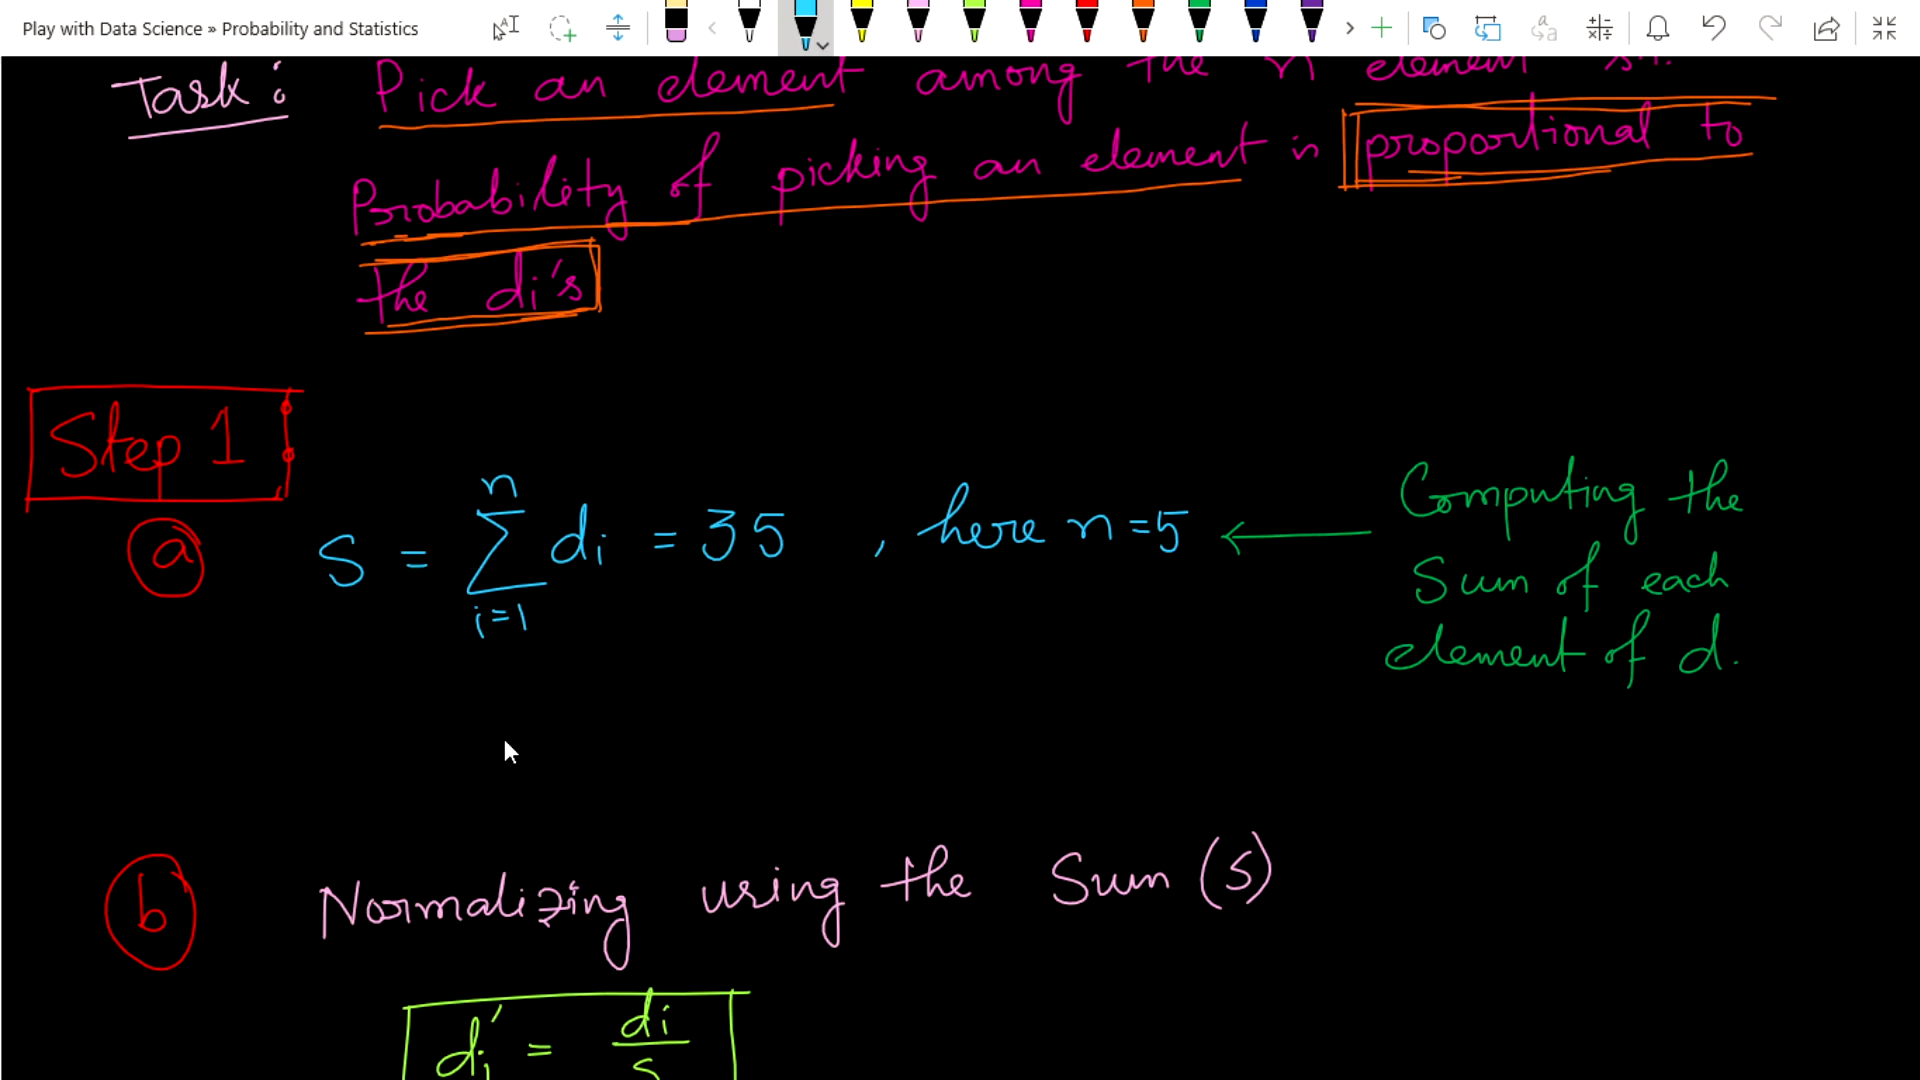 Play with Data Science » Probability and Statistics
Task: Pick an element among the n element s.t.
Probability of picking an element is proportional to
the di's
Step 1:
a
S = n Σ i=1 di = 35 , here n=5
Computing the
Sum of each
element of d.
b
Normalizing using the Sum (S)
di' = di / S